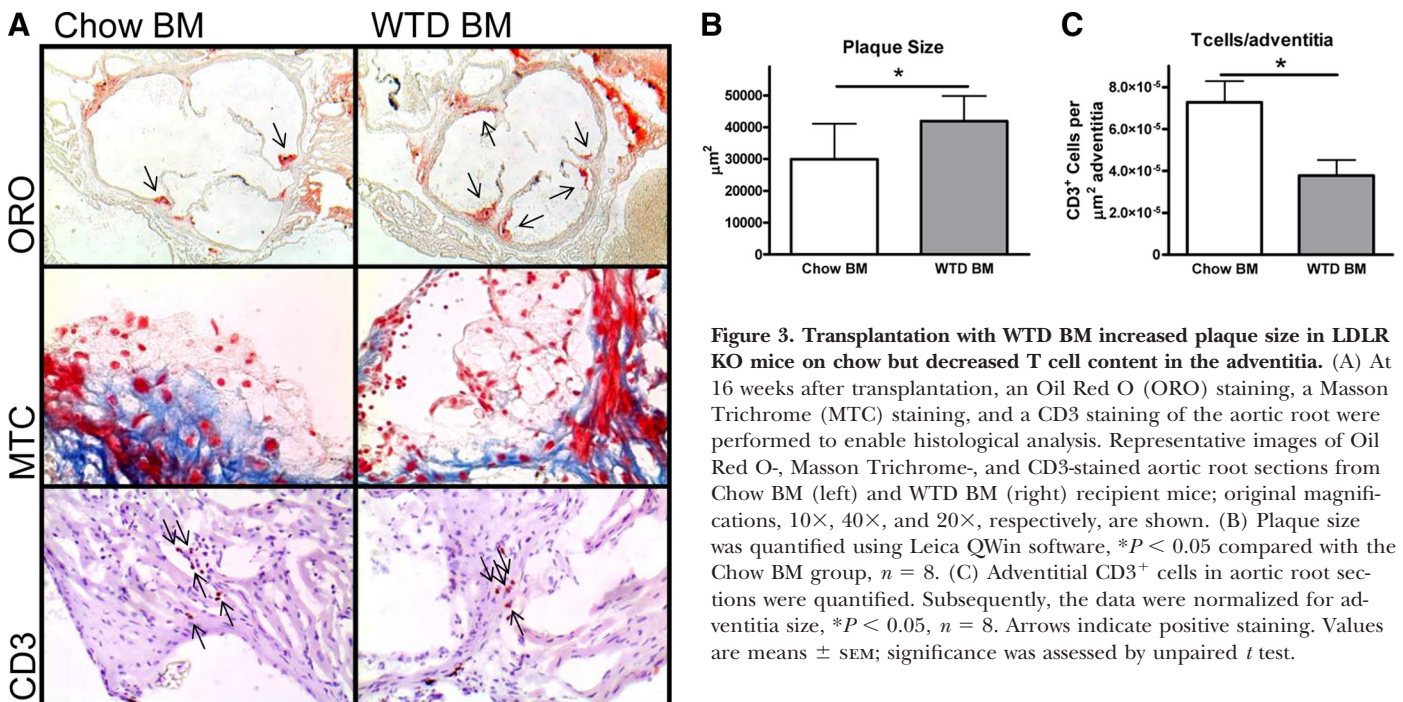 A
Chow BM
WTD BM
ORO
MTC
CD3
B
Plaque Size
*
50000
40000
30000
20000
10000
0
µm²
Chow BM
WTD BM
C
Tcells/adventitia
*
8.0×10⁻⁵
6.0×10⁻⁵
4.0×10⁻⁵
2.0×10⁻⁵
0
CD3⁺ Cells per
µm² adventitia
Chow BM
WTD BM
Figure 3. Transplantation with WTD BM increased plaque size in LDLR
KO mice on chow but decreased T cell content in the adventitia. (A) At
16 weeks after transplantation, an Oil Red O (ORO) staining, a Masson
Trichrome (MTC) staining, and a CD3 staining of the aortic root were
performed to enable histological analysis. Representative images of Oil
Red O-, Masson Trichrome-, and CD3-stained aortic root sections from
Chow BM (left) and WTD BM (right) recipient mice; original magnifi-
cations, 10×, 40×, and 20×, respectively, are shown. (B) Plaque size
was quantified using Leica QWin software, *P < 0.05 compared with the
Chow BM group, n = 8. (C) Adventitial CD3⁺ cells in aortic root sec-
tions were quantified. Subsequently, the data were normalized for ad-
ventitia size, *P < 0.05, n = 8. Arrows indicate positive staining. Values
are means ± SEM; significance was assessed by unpaired t test.